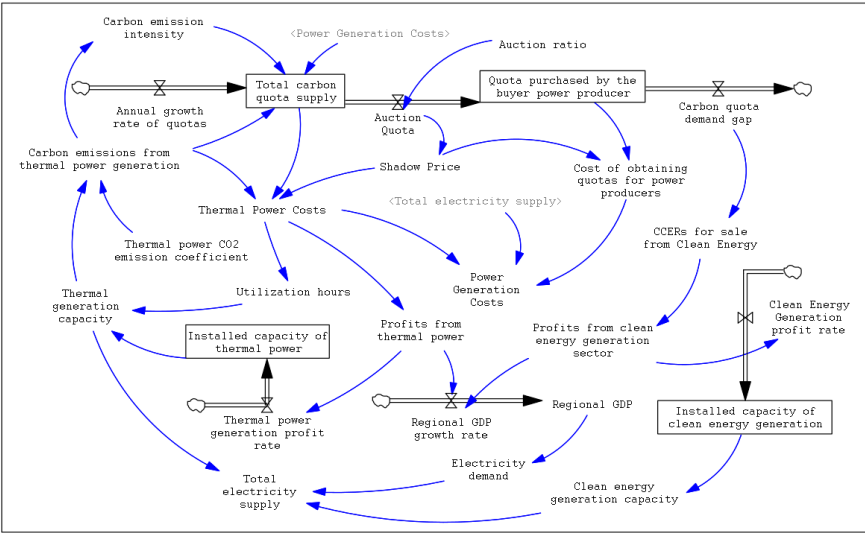 Carbon emission
intensity
<Power Generation Costs>
Auction ratio
Total carbon
quota supply
Quota purchased by the
buyer power producer
Annual growth
rate of quotas
Auction
Quota
Carbon quota
demand gap
Carbon emissions from
thermal power generation
Shadow Price
Cost of obtaining
quotas for power
producers
Thermal Power Costs
<Total electricity supply>
CCERs for sale
from Clean Energy
Thermal power CO2
emission coefficient
Power
Generation
Costs
Thermal
generation
capacity
Utilization hours
Clean Energy
Generation
profit rate
Installed capacity of
thermal power
Profits from
thermal power
Profits from clean
energy generation
sector
Thermal power
generation profit
rate
Regional GDP
growth rate
Regional GDP
Installed capacity of
clean energy generation
Electricity
demand
Total
electricity
supply
Clean energy
generation capacity